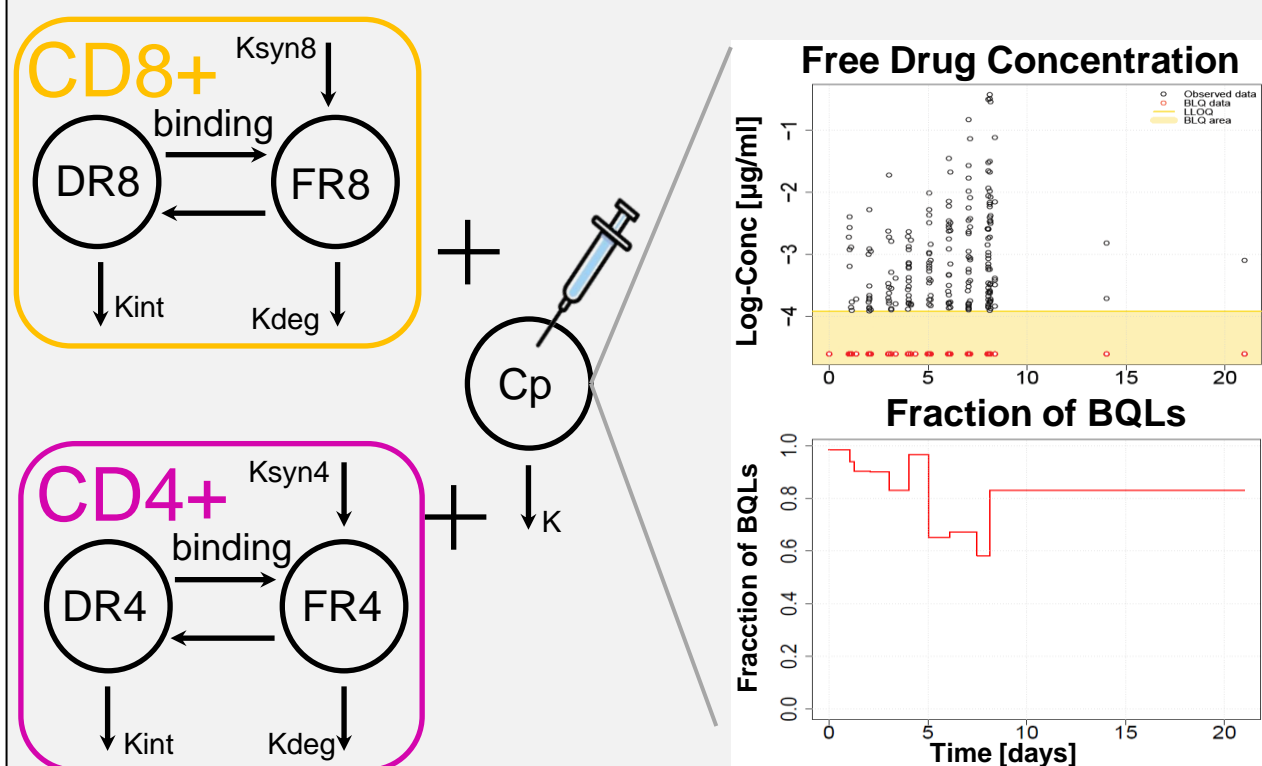 CD8+
Ksyn8
binding
DR8
FR8
Kint
Kdeg
+
Cp
K
CD4+
Ksyn4
binding
DR4
FR4
+
Kint
Kdeg
Free Drug Concentration
Observed data
BLQ data
LLOQ
BLQ area
Log-Conc [µg/ml]
-1
-2
-3
-4
0 5 10 15 20
Fraction of BQLs
Fracction of BQLs
1.0
0.8
0.6
0.4
0.2
0.0
0 5 10 15 20
Time [days]